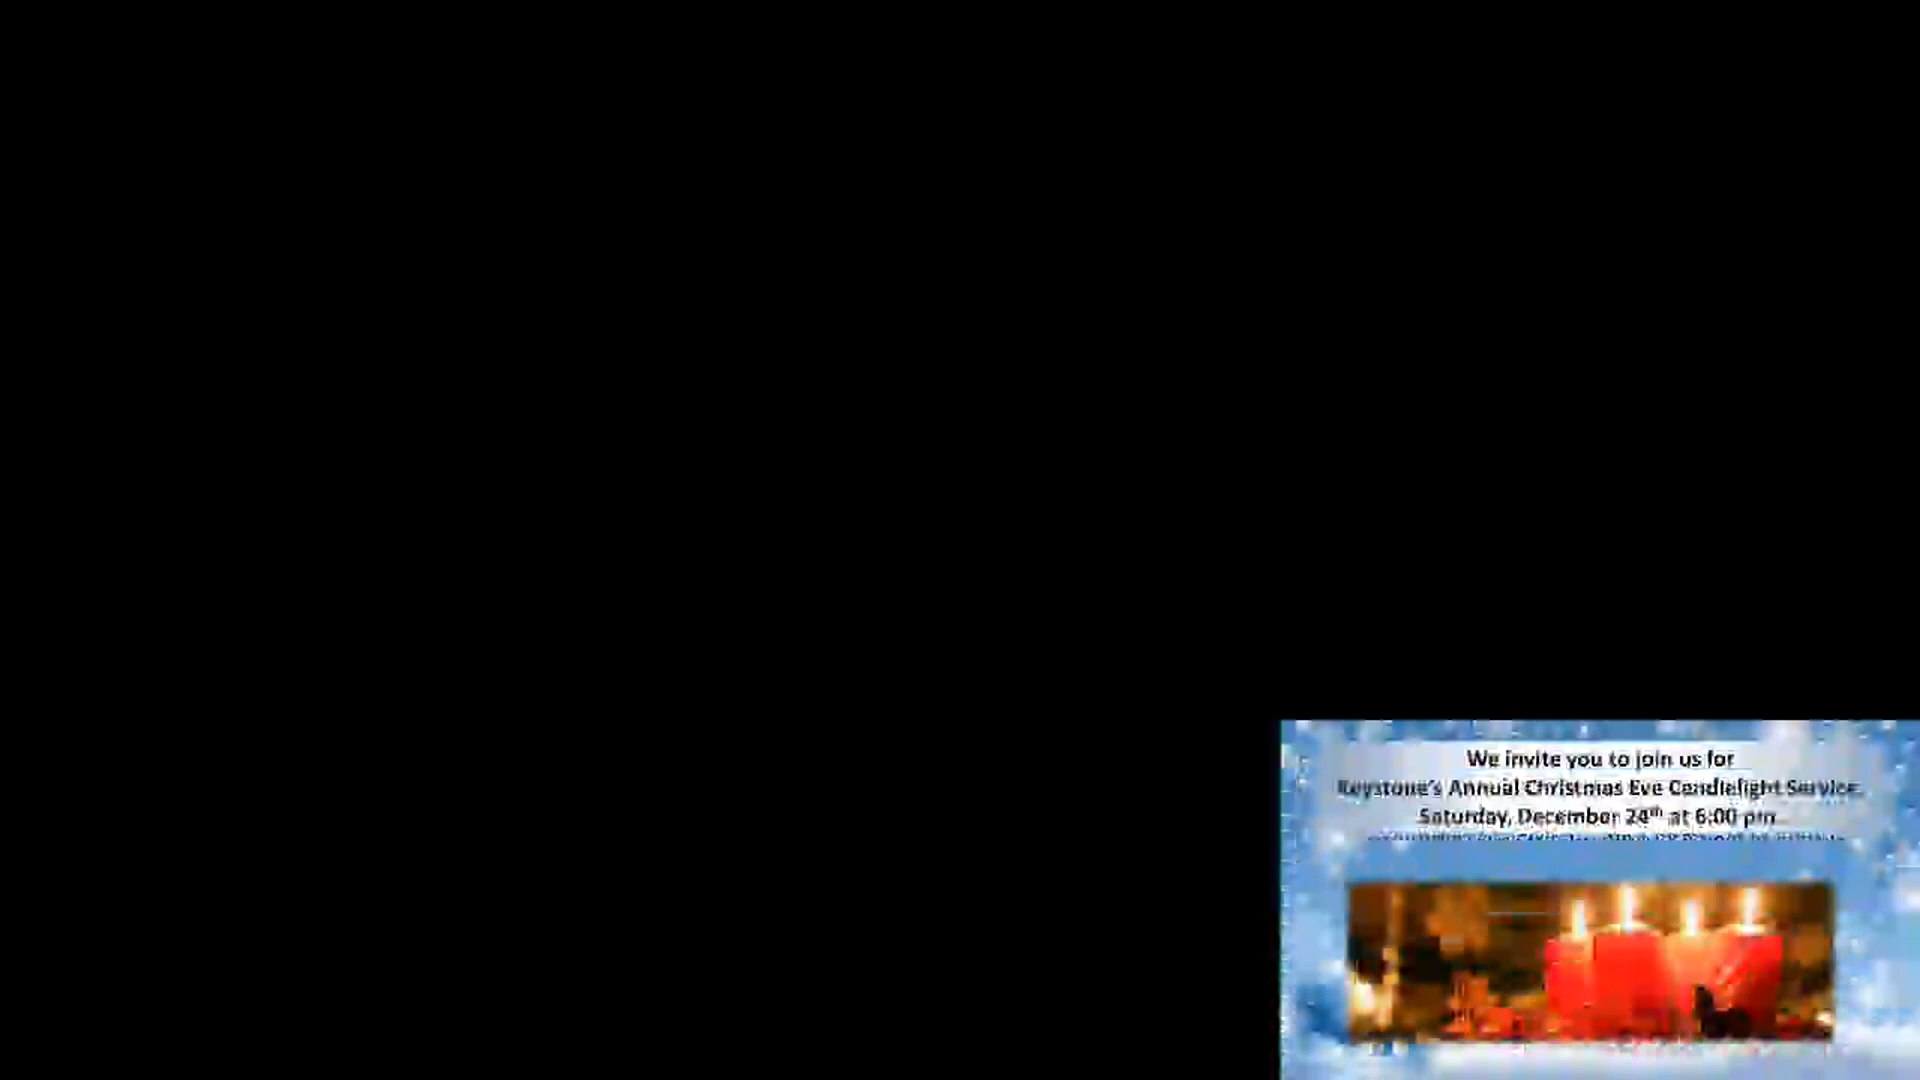 We invite you to join us for
Keystone's Annual Christmas Eve Candlelight Service
Saturday, December 24th at 6:00 pm